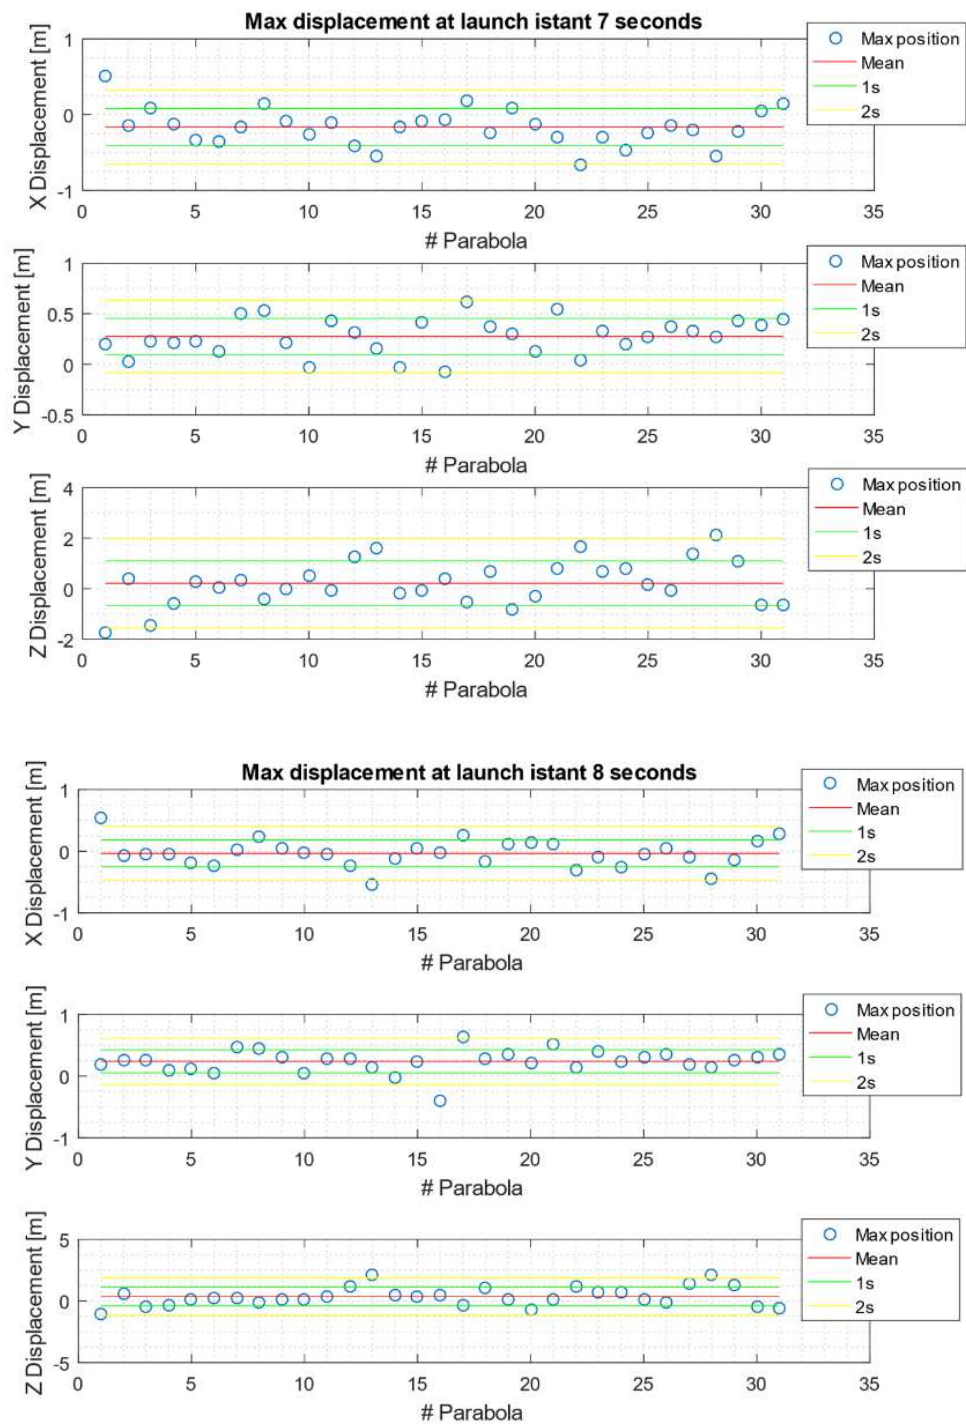 Max displacement at launch istant 7 seconds
X Displacement [m]
1
0
-1
0 5 10 15 20 25 30 35
# Parabola
Max position
Mean
1s
2s
Y Displacement [m]
1
0.5
0
-0.5
0 5 10 15 20 25 30 35
# Parabola
Max position
Mean
1s
2s
Z Displacement [m]
4
2
0
-2
0 5 10 15 20 25 30 35
# Parabola
Max position
Mean
1s
2s
Max displacement at launch istant 8 seconds
X Displacement [m]
1
0
-1
0 5 10 15 20 25 30 35
# Parabola
Max position
Mean
1s
2s
Y Displacement [m]
1
0
-1
0 5 10 15 20 25 30 35
# Parabola
Max position
Mean
1s
2s
Z Displacement [m]
5
0
-5
0 5 10 15 20 25 30 35
# Parabola
Max position
Mean
1s
2s